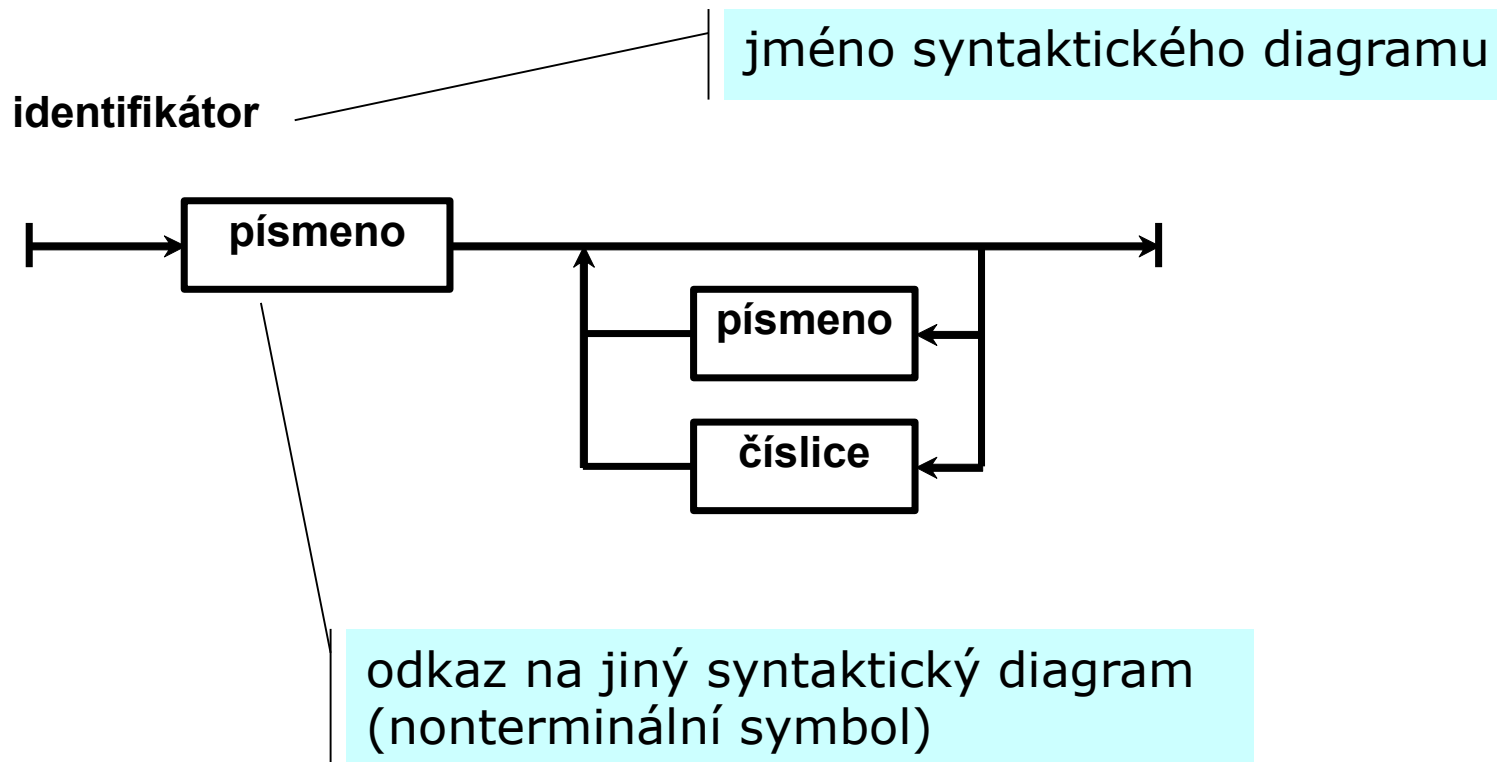 jméno syntaktického diagramu
identifikátor
písmeno
písmeno
číslice
odkaz na jiný syntaktický diagram
(nonterminální symbol)